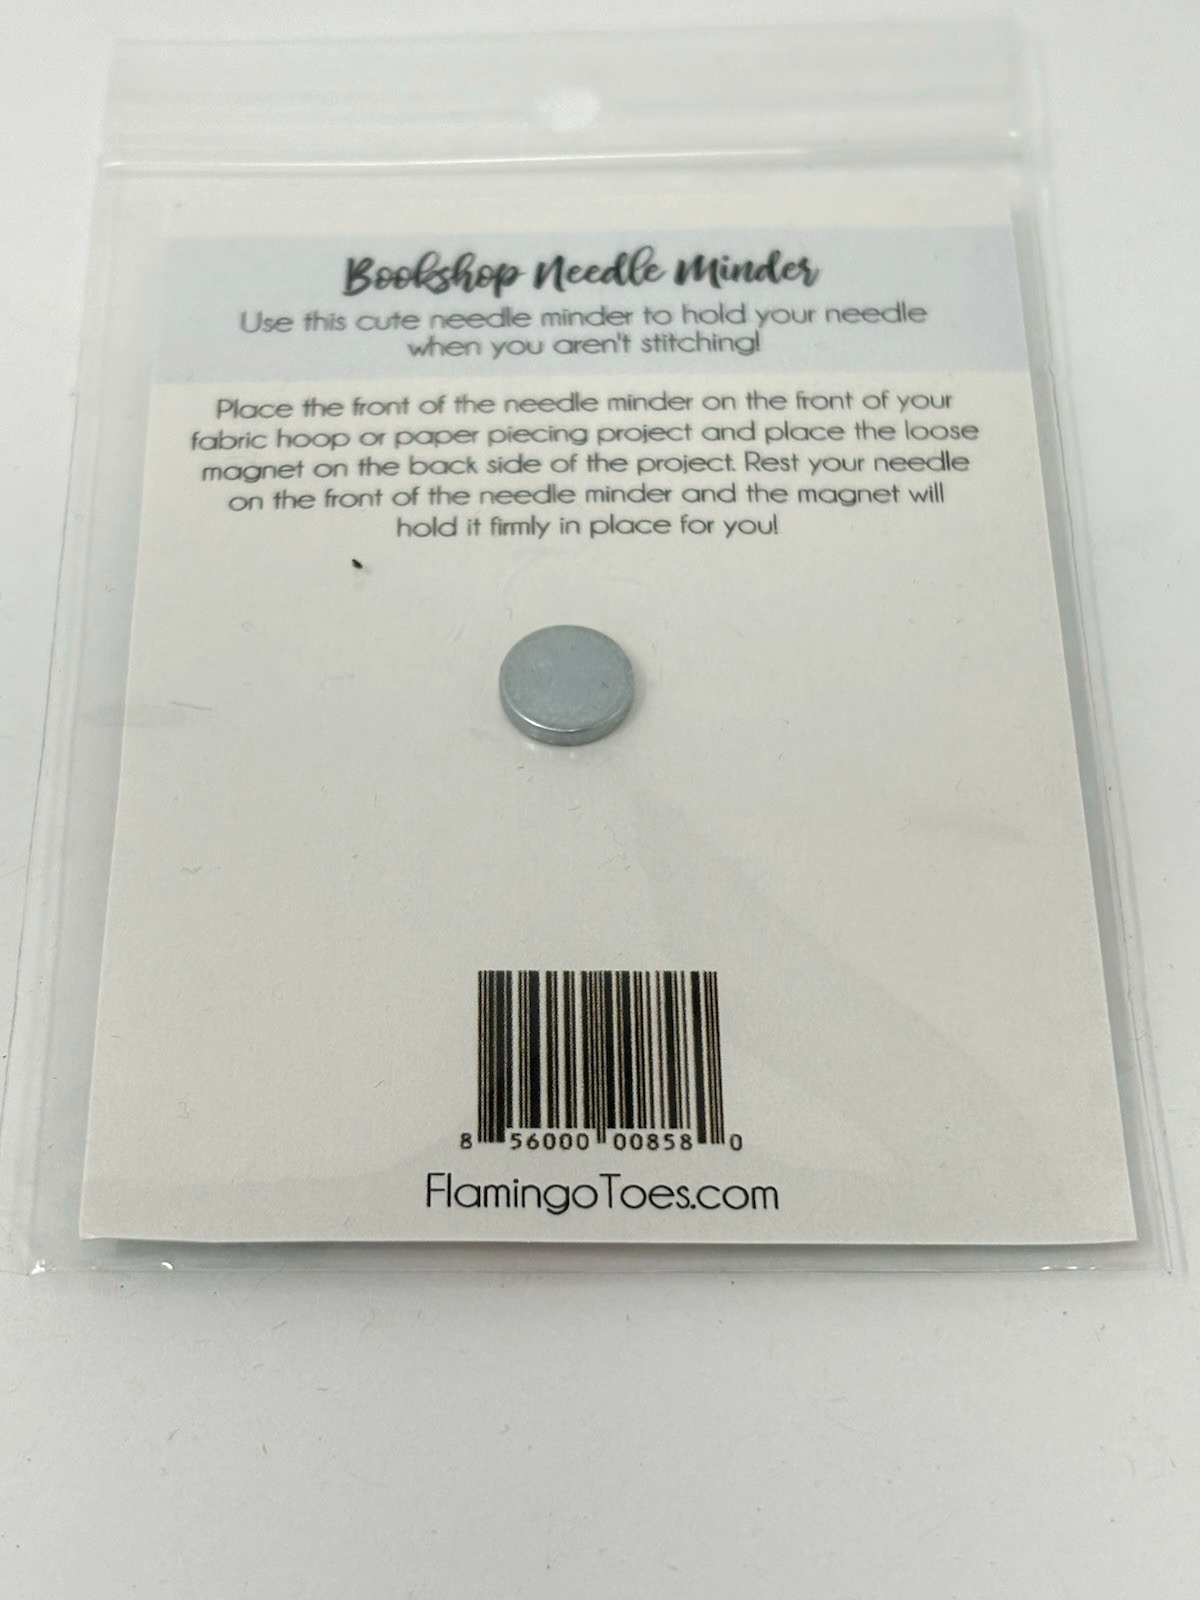 Bookshop Needle Minder
Use this cute needle minder to hold your needle
when you aren't stitching!
Place the front of the needle minder on the front of your
fabric hoop or paper piecing project and place the loose
magnet on the back side of the project. Rest your needle
on the front of the needle minder and the magnet will
hold it firmly in place for you!
8 56000 00858 0
FlamingoToes.com